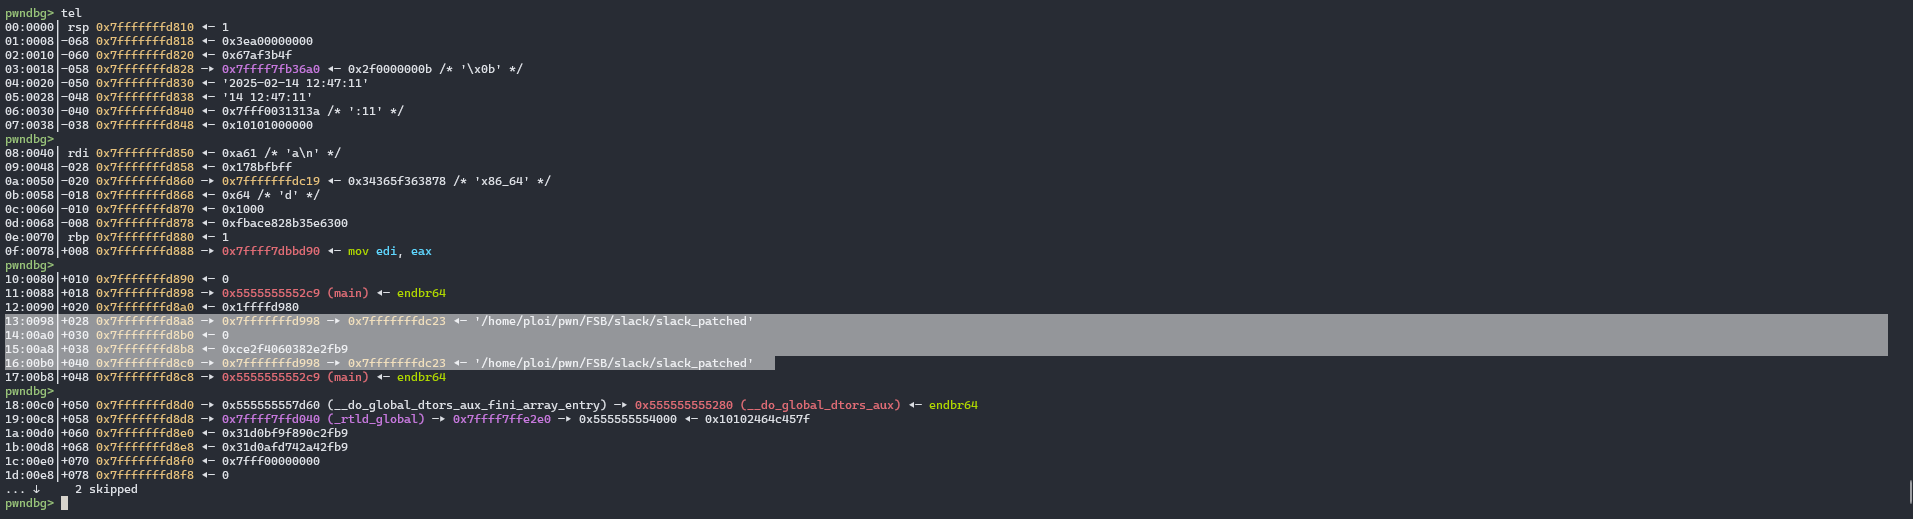 pwndbg> tel
00:0000│ rsp 0x7fffffffd810 ◂— 1
01:0008│-068 0x7fffffffd818 ◂— 0x3ea00000000
02:0010│-060 0x7fffffffd820 ◂— 0x67af3b4f
03:0018│-058 0x7fffffffd828 —▸ 0x7ffff7fb36a0 ◂— 0x2f0000000b /* '\x0b' */
04:0020│-050 0x7fffffffd830 ◂— '2025-02-14 12:47:11'
05:0028│-048 0x7fffffffd838 ◂— '14 12:47:11'
06:0030│-040 0x7fffffffd840 ◂— 0x7fff0031313a /* ':11' */
07:0038│-038 0x7fffffffd848 ◂— 0x10101000000
pwndbg>
08:0040│ rdi 0x7fffffffd850 ◂— 0xa61 /* 'a\n' */
09:0048│-028 0x7fffffffd858 ◂— 0x178bfbff
0a:0050│-020 0x7fffffffd860 —▸ 0x7fffffffdc19 ◂— 0x34365f363878 /* 'x86_64' */
0b:0058│-018 0x7fffffffd868 ◂— 0x64 /* 'd' */
0c:0060│-010 0x7fffffffd870 ◂— 0x1000
0d:0068│-008 0x7fffffffd878 ◂— 0xfbace828b35e6300
0e:0070│ rbp 0x7fffffffd880 ◂— 1
0f:0078│+008 0x7fffffffd888 —▸ 0x7ffff7dbbd90 ◂— mov edi, eax
pwndbg>
10:0080│+010 0x7fffffffd890 ◂— 0
11:0088│+018 0x7fffffffd898 —▸ 0x5555555552c9 (main) ◂— endbr64
12:0090│+020 0x7fffffffd8a0 ◂— 0x1ffffd980
13:0098│+028 0x7fffffffd8a8 —▸ 0x7fffffffd998 —▸ 0x7fffffffdc23 ◂— '/home/ploi/pwn/FSB/slack/slack_patched'
14:00a0│+030 0x7fffffffd8b0 ◂— 0
15:00a8│+038 0x7fffffffd8b8 ◂— 0xce2f4060382e2fb9
16:00b0│+040 0x7fffffffd8c0 —▸ 0x7fffffffd998 —▸ 0x7fffffffdc23 ◂— '/home/ploi/pwn/FSB/slack/slack_patched'
17:00b8│+048 0x7fffffffd8c8 —▸ 0x5555555552c9 (main) ◂— endbr64
pwndbg>
18:00c0│+050 0x7fffffffd8d0 —▸ 0x555555557d60 (__do_global_dtors_aux_fini_array_entry) —▸ 0x555555555280 (__do_global_dtors_aux) ◂— endbr64
19:00c8│+058 0x7fffffffd8d8 —▸ 0x7ffff7ffd040 (_rtld_global) —▸ 0x7ffff7ffe2e0 —▸ 0x555555554000 ◂— 0x10102464c457f
1a:00d0│+060 0x7fffffffd8e0 ◂— 0x31d0bf9f890c2fb9
1b:00d8│+068 0x7fffffffd8e8 ◂— 0x31d0afd742a42fb9
1c:00e0│+070 0x7fffffffd8f0 ◂— 0x7fff00000000
1d:00e8│+078 0x7fffffffd8f8 ◂— 0
... ↓     2 skipped
pwndbg>